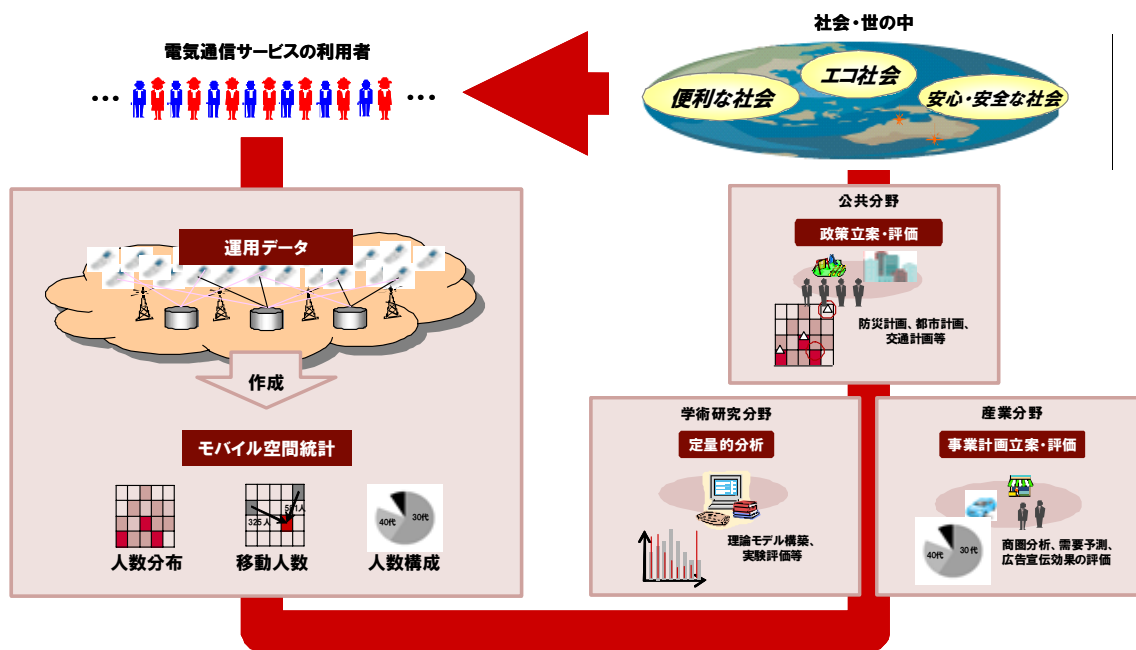 社会・世の中
電気通信サービスの利用者
… …
エコ社会
便利な社会
安心・安全な社会
運用データ
作成
モバイル空間統計
325人
581人
40代
30代
人数分布
移動人数
人数構成
公共分野
政策立案・評価
防災計画、都市計画、
交通計画等
学術研究分野
定量的分析
理論モデル構築、
実験評価等
産業分野
事業計画立案・評価
40代
30代
商圏分析、需要予測、
広告宣伝効果の評価